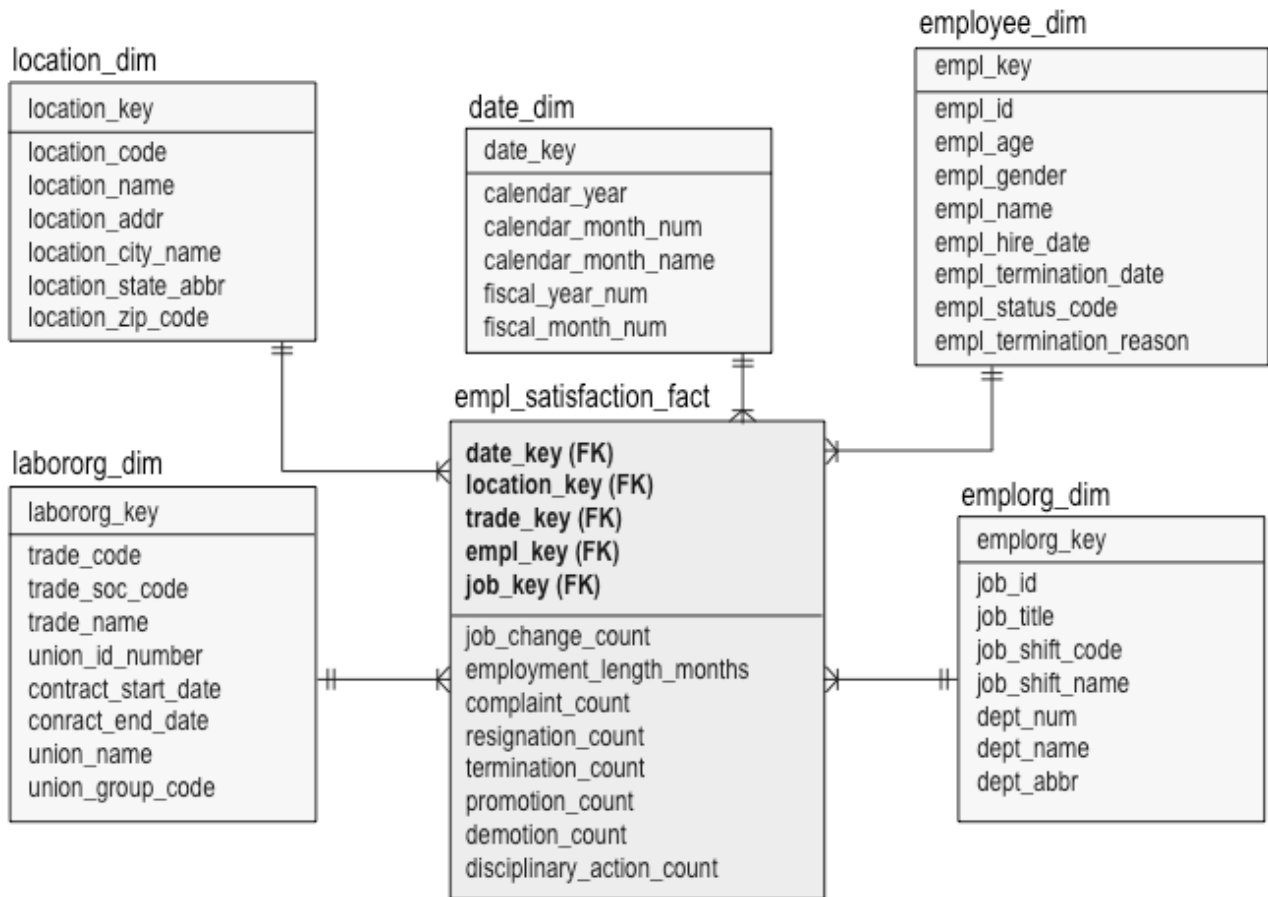 location_dim
location_key
location_code
location_name
location_addr
location_city_name
location_state_abbr
location_zip_code
date_dim
date_key
calendar_year
calendar_month_num
calendar_month_name
fiscal_year_num
fiscal_month_num
employee_dim
empl_key
empl_id
empl_age
empl_gender
empl_name
empl_hire_date
empl_termination_date
empl_status_code
empl_termination_reason
labororg_dim
labororg_key
trade_code
trade_soc_code
trade_name
union_id_number
contract_start_date
conract_end_date
union_name
union_group_code
empl_satisfaction_fact
date_key (FK)
location_key (FK)
trade_key (FK)
empl_key (FK)
job_key (FK)
job_change_count
employment_length_months
complaint_count
resignation_count
termination_count
promotion_count
demotion_count
disciplinary_action_count
emplorg_dim
emplorg_key
job_id
job_title
job_shift_code
job_shift_name
dept_num
dept_name
dept_abbr